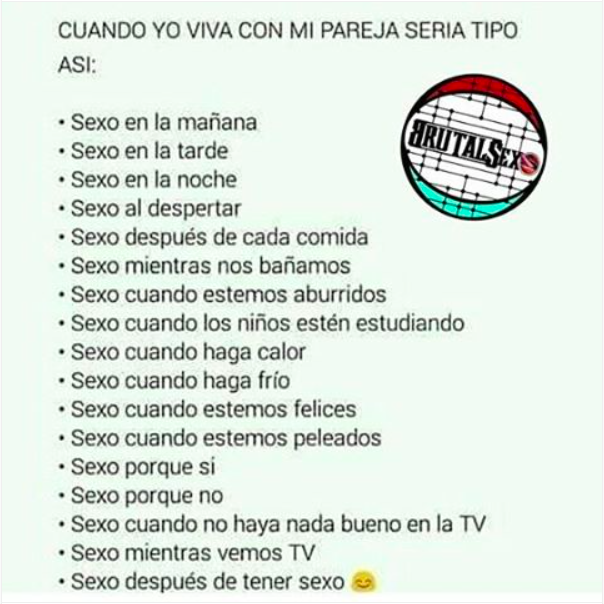 CUANDO YO VIVA CON MI PAREJA SERIA TIPO
ASI:
• Sexo en la mañana
• Sexo en la tarde
• Sexo en la noche
• Sexo al despertar
• Sexo después de cada comida
• Sexo mientras nos bañamos
• Sexo cuando estemos aburridos
• Sexo cuando los niños estén estudiando
• Sexo cuando haga calor
• Sexo cuando haga frío
• Sexo cuando estemos felices
• Sexo cuando estemos peleados
• Sexo porque sí
• Sexo porque no
• Sexo cuando no haya nada bueno en la TV
• Sexo mientras vemos TV
• Sexo después de tener sexo 😊
BRUTALSEXO